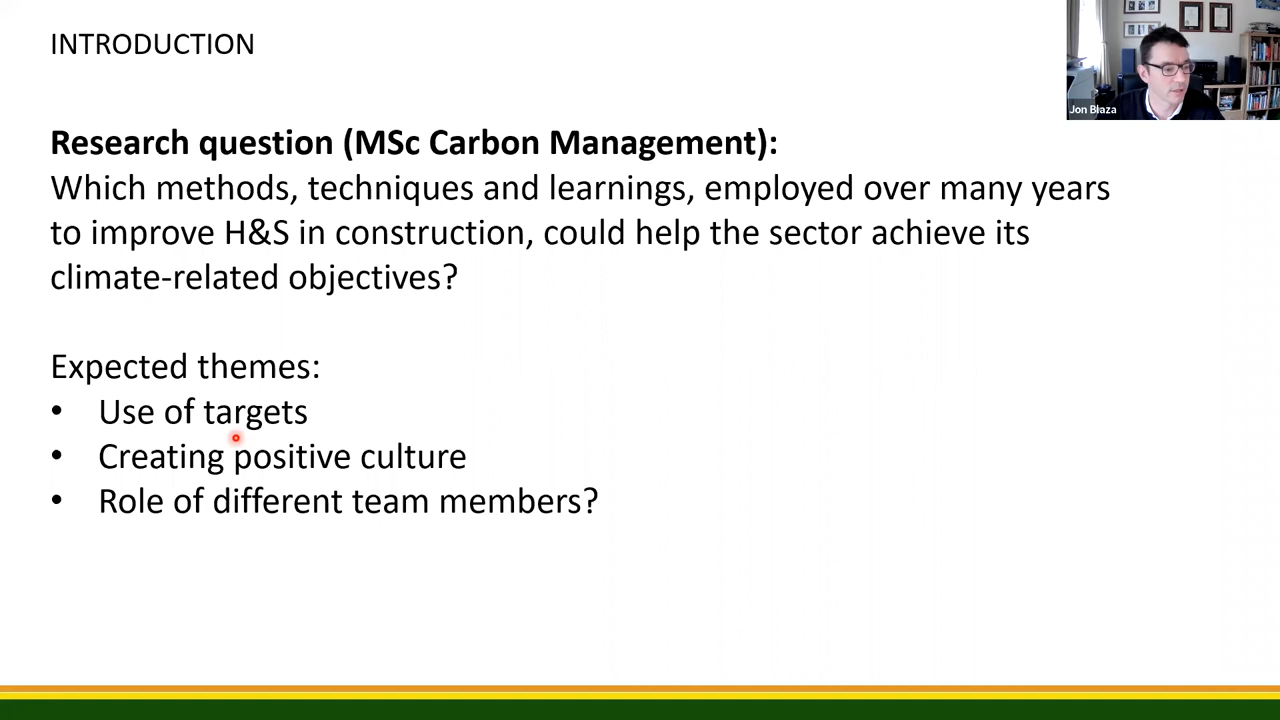 INTRODUCTION
Jon Blaza
Research question (MSc Carbon Management):
Which methods, techniques and learnings, employed over many years
to improve H&S in construction, could help the sector achieve its
climate-related objectives?
Expected themes:
• Use of targets
• Creating positive culture
• Role of different team members?